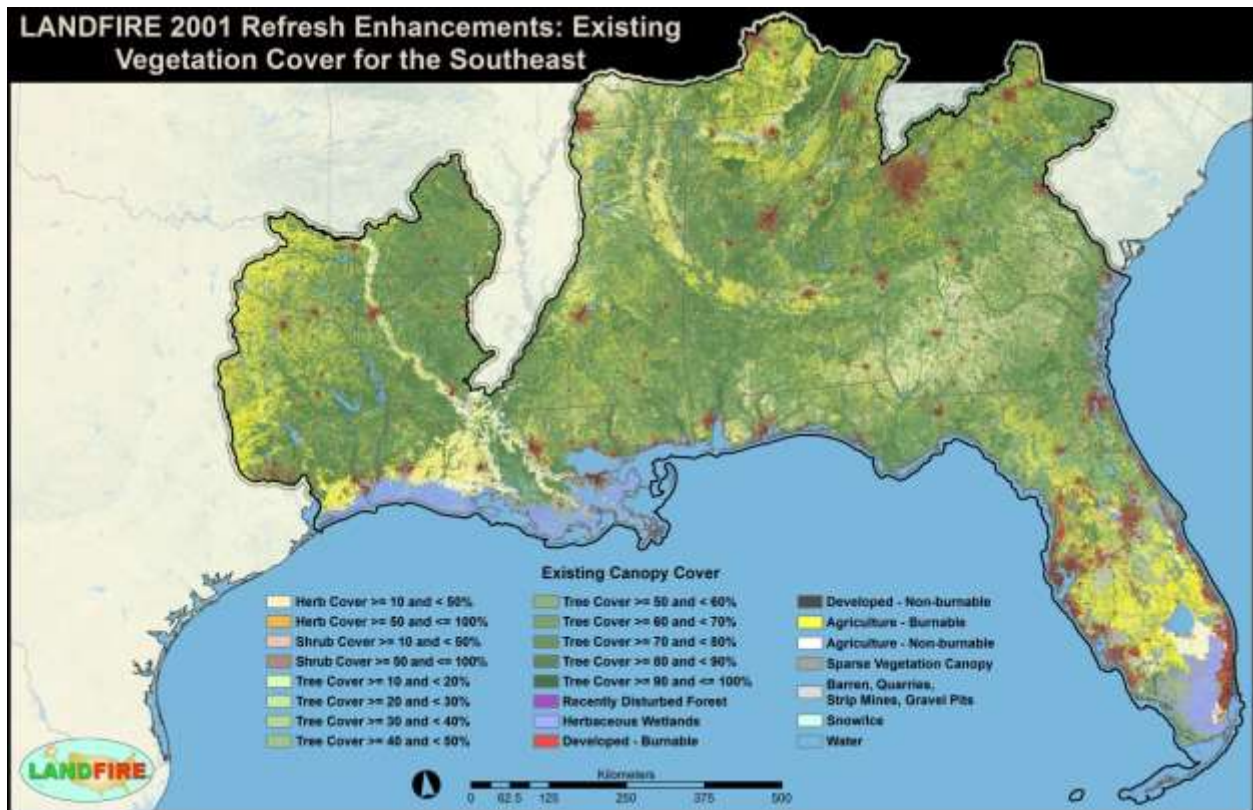 LANDFIRE 2001 Refresh Enhancements: Existing
Vegetation Cover for the Southeast
Existing Canopy Cover
Herb Cover >= 10 and < 50%
Herb Cover >= 50 and <= 100%
Shrub Cover >= 10 and < 50%
Shrub Cover >= 50 and <= 100%
Tree Cover >= 10 and < 20%
Tree Cover >= 20 and < 30%
Tree Cover >= 30 and < 40%
Tree Cover >= 40 and < 50%
Tree Cover >= 50 and < 60%
Tree Cover >= 60 and < 70%
Tree Cover >= 70 and < 80%
Tree Cover >= 80 and < 90%
Tree Cover >= 90 and <= 100%
Recently Disturbed Forest
Herbaceous Wetlands
Developed - Burnable
Developed - Non-burnable
Agriculture - Burnable
Agriculture - Non-burnable
Sparse Vegetation Canopy
Barren, Quarries,
Strip Mines, Gravel Pits
Snow/Ice
Water
LANDFIRE
Kilometers
0 62.5 125 250 375 500